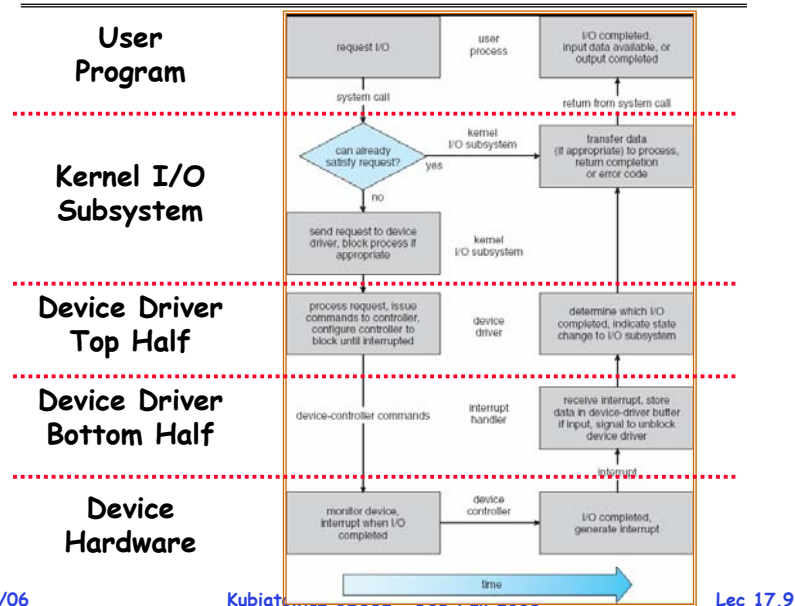 User
Program
request I/O
user
process
I/O completed,
input data available, or
output completed
system call
return from system call
Kernel I/O
Subsystem
can already
satisfy request?
yes
no
kernel
I/O subsystem
transfer data
(if appropriate) to process,
return completion
or error code
send request to device
driver, block process if
appropriate
kernel
I/O subsystem
Device Driver
Top Half
process request, issue
commands to controller,
configure controller to
block until interrupted
device
driver
determine which I/O
completed, indicate state
change to I/O subsystem
Device Driver
Bottom Half
device-controller commands
interrupt
handler
receive interrupt, store
data in device-driver buffer
if input, signal to unblock
device driver
interrupt
Device
Hardware
monitor device,
interrupt when I/O
completed
device
controller
I/O completed,
generate interrupt
time
/06
Lec 17.9